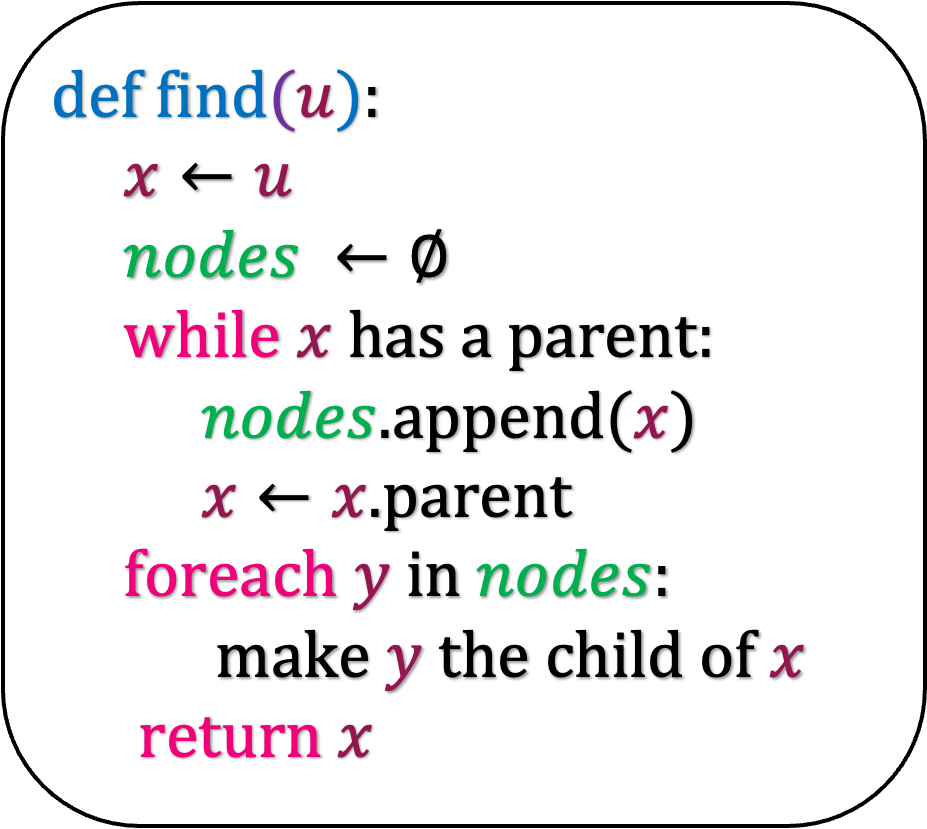 def find(u):
x ← u
nodes ← ∅
while x has a parent:
nodes.append(x)
x ← x.parent
foreach y in nodes:
make y the child of x
return x